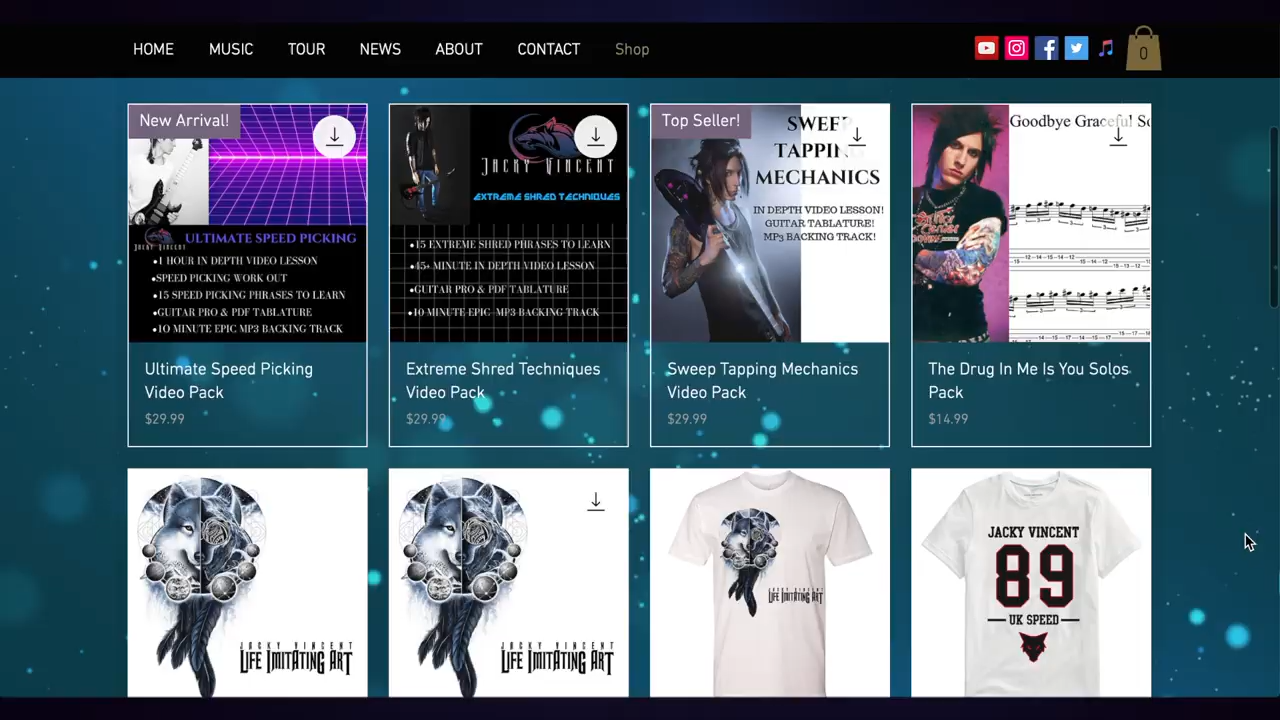 HOME MUSIC TOUR NEWS ABOUT CONTACT Shop
0
New Arrival!
JACKY VINCENT
ULTIMATE SPEED PICKING
•1 HOUR IN DEPTH VIDEO LESSON
•SPEED PICKING WORK OUT
•15 SPEED PICKING PHRASES TO LEARN
•GUITAR PRO & PDF TABLATURE
•10 MINUTE EPIC MP3 BACKING TRACK
Ultimate Speed Picking
Video Pack
$29.99
JACKY VINCENT
EXTREME SHRED TECHNIQUES
•15 EXTREME SHRED PHRASES TO LEARN
•45+ MINUTE IN DEPTH VIDEO LESSON
•GUITAR PRO & PDF TABLATURE
•10 MINUTE EPIC MP3 BACKING TRACK
Extreme Shred Techniques
Video Pack
$29.99
Top Seller!
SWEEP
TAPPING
MECHANICS
IN DEPTH VIDEO LESSON!
GUITAR TABLATURE!
MP3 BACKING TRACK!
Sweep Tapping Mechanics
Video Pack
$29.99
Goodbye Graceful So
The Drug In Me Is You Solos
Pack
$14.99
JACKY VINCENT
LIFE IMITATING ART
JACKY VINCENT
LIFE IMITATING ART
JACKY VINCENT
LIFE IMITATING ART
JACKY VINCENT
89
UK SPEED